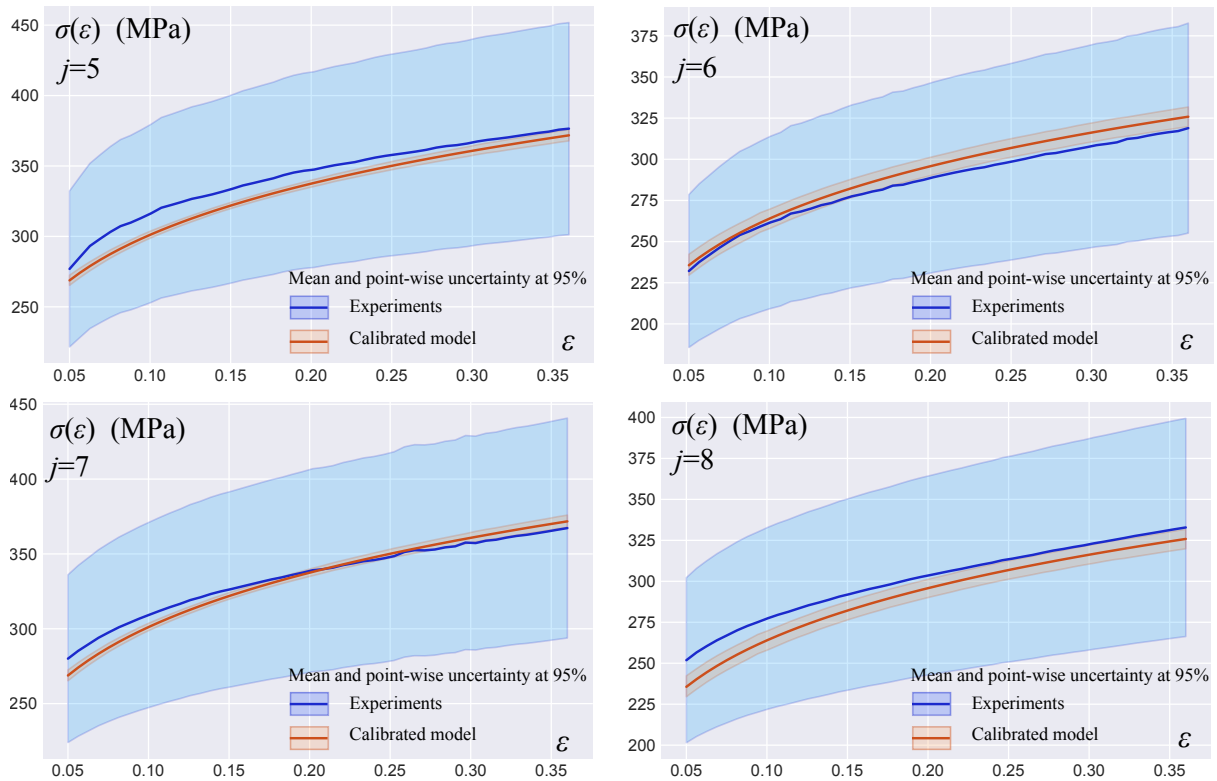 450
400
350
300
250
σ(ε) (MPa)
j=5
Mean and point-wise uncertainty at 95%
Experiments
Calibrated model
ε
0.05 0.10 0.15 0.20 0.25 0.30 0.35
375
350
325
300
275
250
225
200
σ(ε) (MPa)
j=6
Mean and point-wise uncertainty at 95%
Experiments
Calibrated model
ε
0.05 0.10 0.15 0.20 0.25 0.30 0.35
450
400
350
300
250
σ(ε) (MPa)
j=7
Mean and point-wise uncertainty at 95%
Experiments
Calibrated model
ε
0.05 0.10 0.15 0.20 0.25 0.30 0.35
400
375
350
325
300
275
250
225
200
σ(ε) (MPa)
j=8
Mean and point-wise uncertainty at 95%
Experiments
Calibrated model
ε
0.05 0.10 0.15 0.20 0.25 0.30 0.35